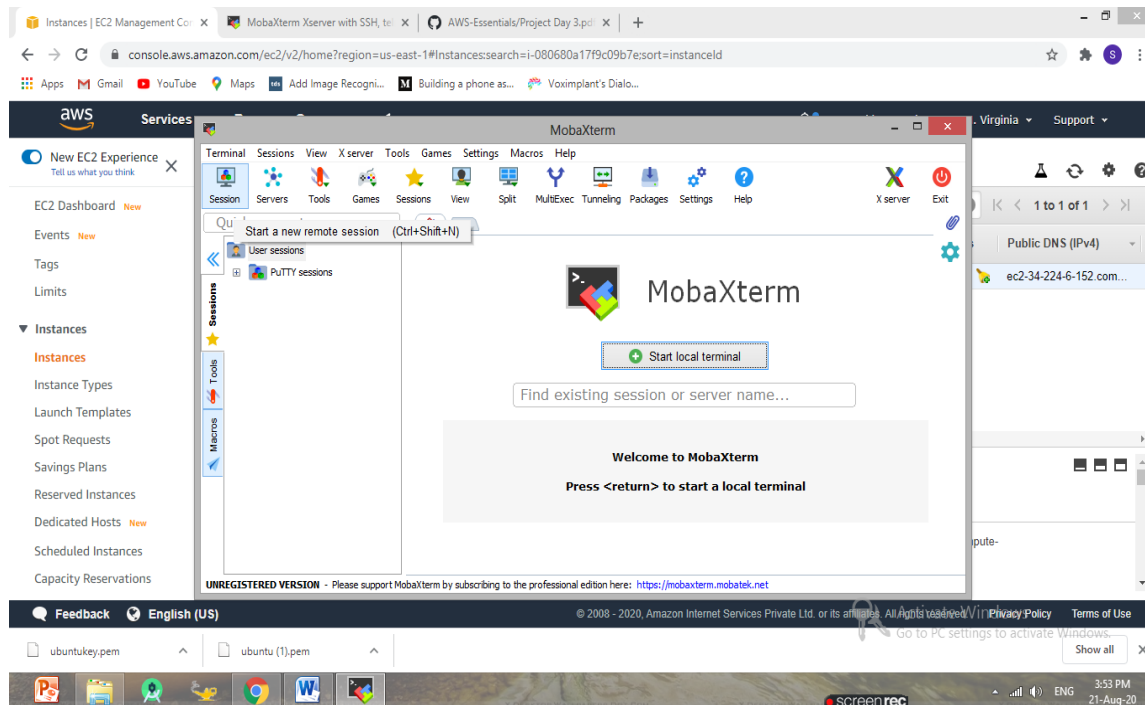 Instances | EC2 Management Con
MobaXterm Xserver with SSH, tel
AWS-Essentials/Project Day 3.pd
console.aws.amazon.com/ec2/v2/home?region=us-east-1#Instances:search=i-080680a17f9c09b7e;sort=instanceId
S
Apps Gmail YouTube Maps tds Add Image Recogni... M Building a phone as... Voximplant's Dialo...
aws Services
. Virginia Support
MobaXterm
Terminal Sessions View X server Tools Games Settings Macros Help
Session Servers Tools Games Sessions View Split MultiExec Tunneling Packages Settings Help X server Exit
Start a new remote session (Ctrl+Shift+N)
User sessions
PuTTY sessions
Sessions
Tools
Macros
MobaXterm
Start local terminal
Find existing session or server name...
Welcome to MobaXterm
Press <return> to start a local terminal
UNREGISTERED VERSION - Please support MobaXterm by subscribing to the professional edition here: https://mobaxterm.mobatek.net
New EC2 Experience
Tell us what you think
EC2 Dashboard New
Events New
Tags
Limits
Instances
Instances
Instance Types
Launch Templates
Spot Requests
Savings Plans
Reserved Instances
Dedicated Hosts New
Scheduled Instances
Capacity Reservations
1 to 1 of 1
Public DNS (IPv4)
ec2-34-224-6-152.com...
pute-
Feedback English (US)
© 2008 - 2020, Amazon Internet Services Private Ltd. or its affiliates. All rights reserved. Privacy Policy Terms of Use
Activate Windows
Go to PC settings to activate Windows.
ubuntukey.pem
ubuntu (1).pem
Show all
screenrec
ENG
3:53 PM
21-Aug-20